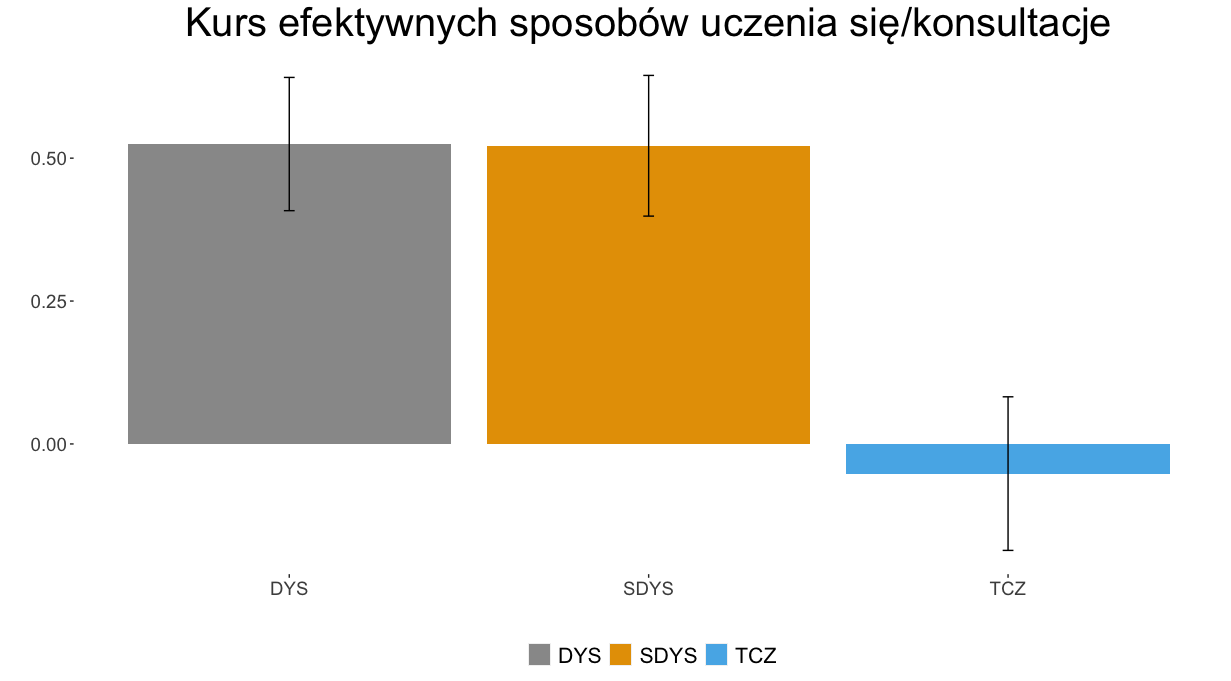 Kurs efektywnych sposobów uczenia się/konsultacje
0.50
0.25
0.00
DYS SDYS TCZ
DYS SDYS TCZ